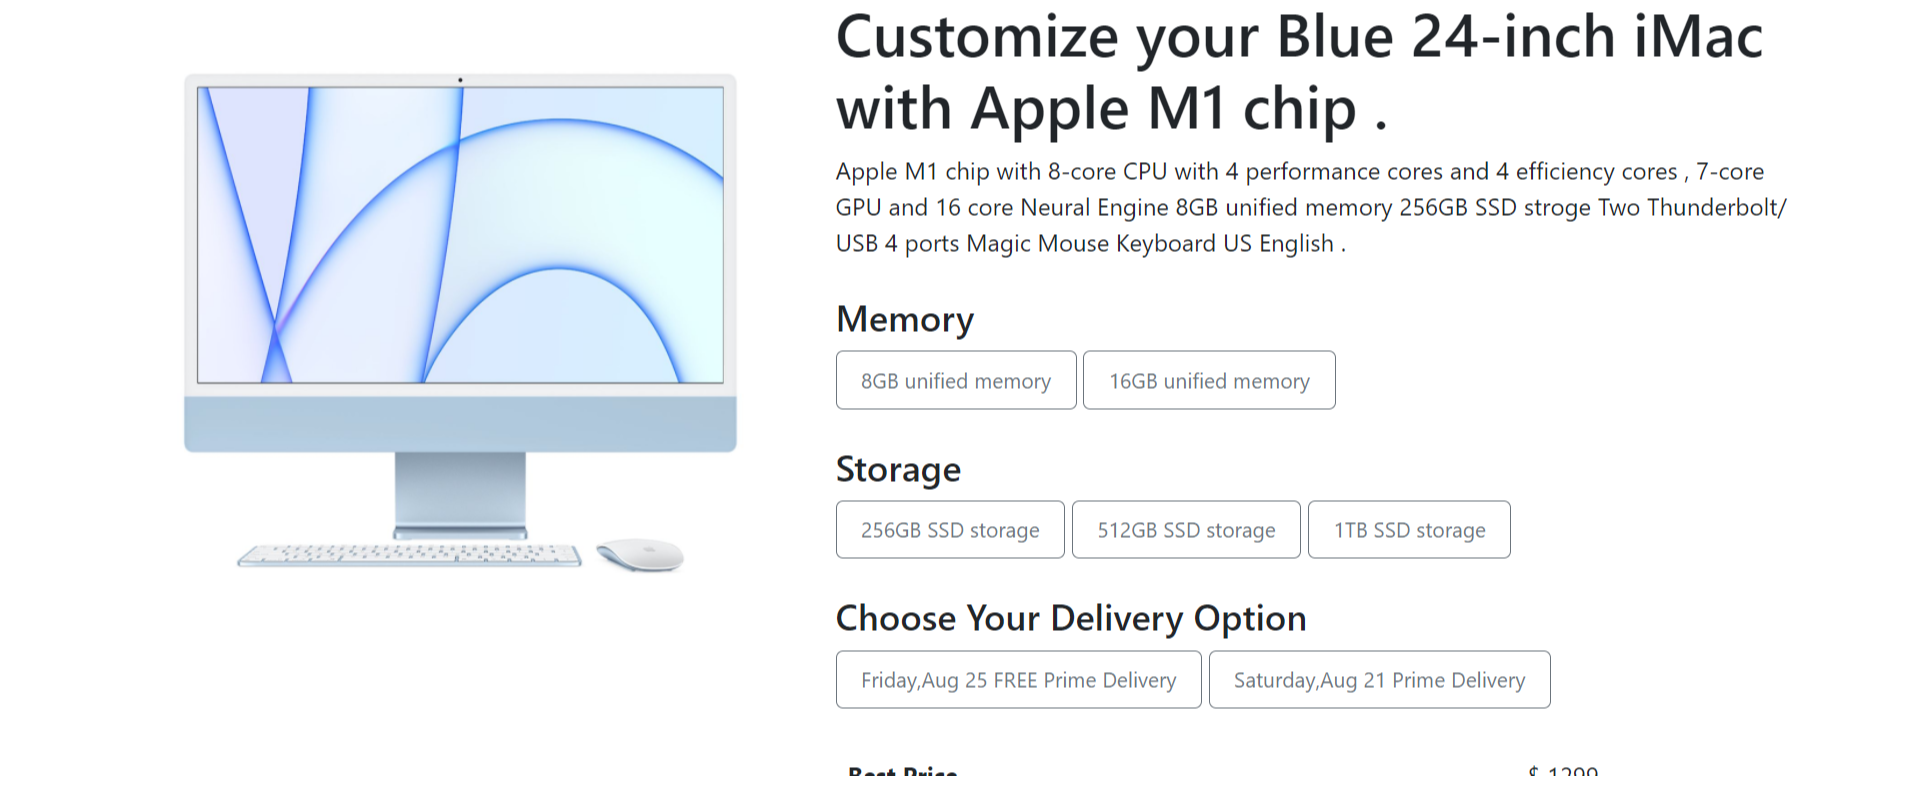 Customize your Blue 24-inch iMac
with Apple M1 chip .
Apple M1 chip with 8-core CPU with 4 performance cores and 4 efficiency cores , 7-core
GPU and 16 core Neural Engine 8GB unified memory 256GB SSD stroge Two Thunderbolt/
USB 4 ports Magic Mouse Keyboard US English .
Memory
8GB unified memory 16GB unified memory
Storage
256GB SSD storage 512GB SSD storage 1TB SSD storage
Choose Your Delivery Option
Friday,Aug 25 FREE Prime Delivery Saturday,Aug 21 Prime Delivery
Best Price $ 1299